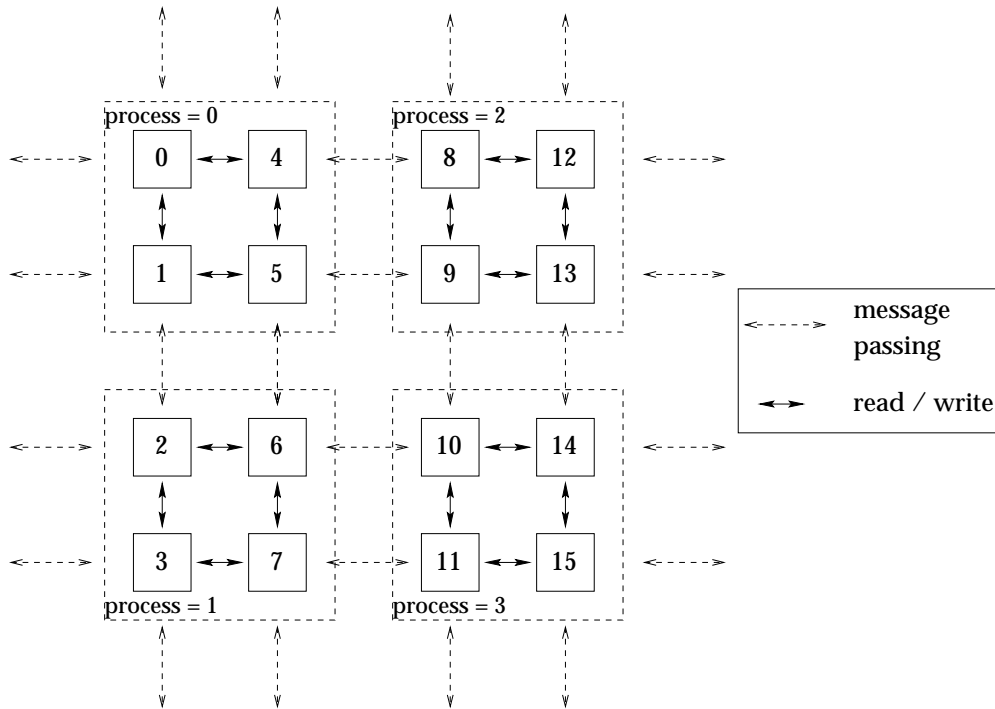 process = 0
process = 2
0 4 8 12
1 5 9 13
message
passing
read / write
2 6 10 14
3 7 11 15
process = 1
process = 3